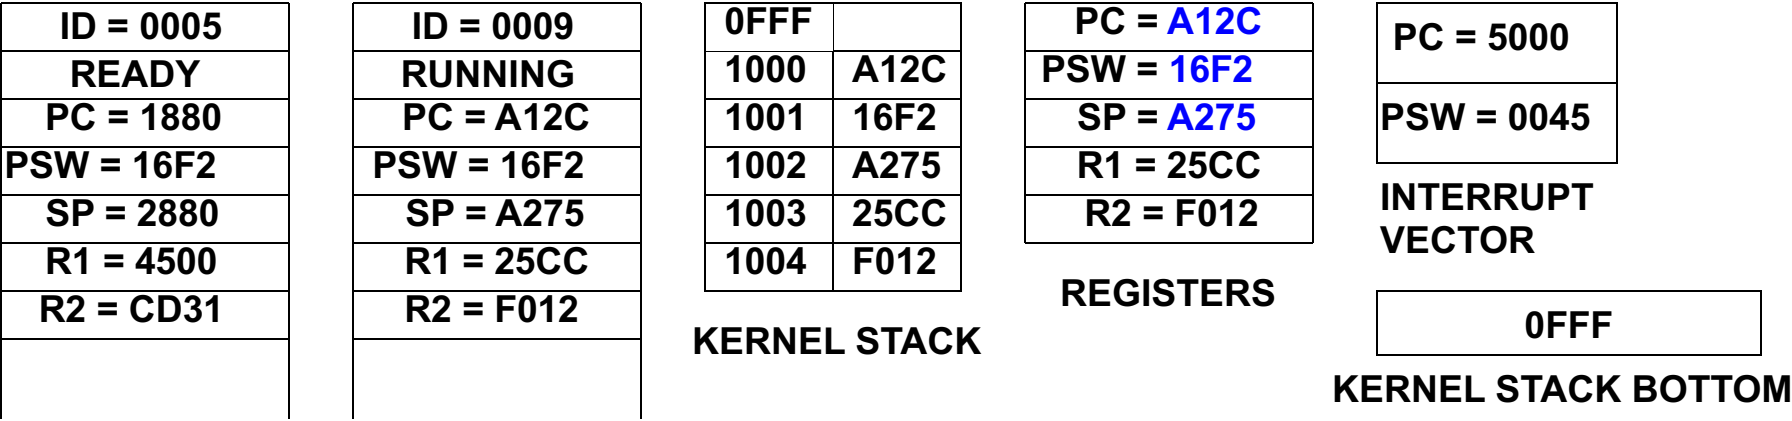 ID = 0005
READY
PC = 1880
PSW = 16F2
SP = 2880
R1 = 4500
R2 = CD31
ID = 0009
RUNNING
PC = A12C
PSW = 16F2
SP = A275
R1 = 25CC
R2 = F012
0FFF
1000 A12C
1001 16F2
1002 A275
1003 25CC
1004 F012
KERNEL STACK
PC = A12C
PSW = 16F2
SP = A275
R1 = 25CC
R2 = F012
REGISTERS
PC = 5000
PSW = 0045
INTERRUPT
VECTOR
0FFF
KERNEL STACK BOTTOM